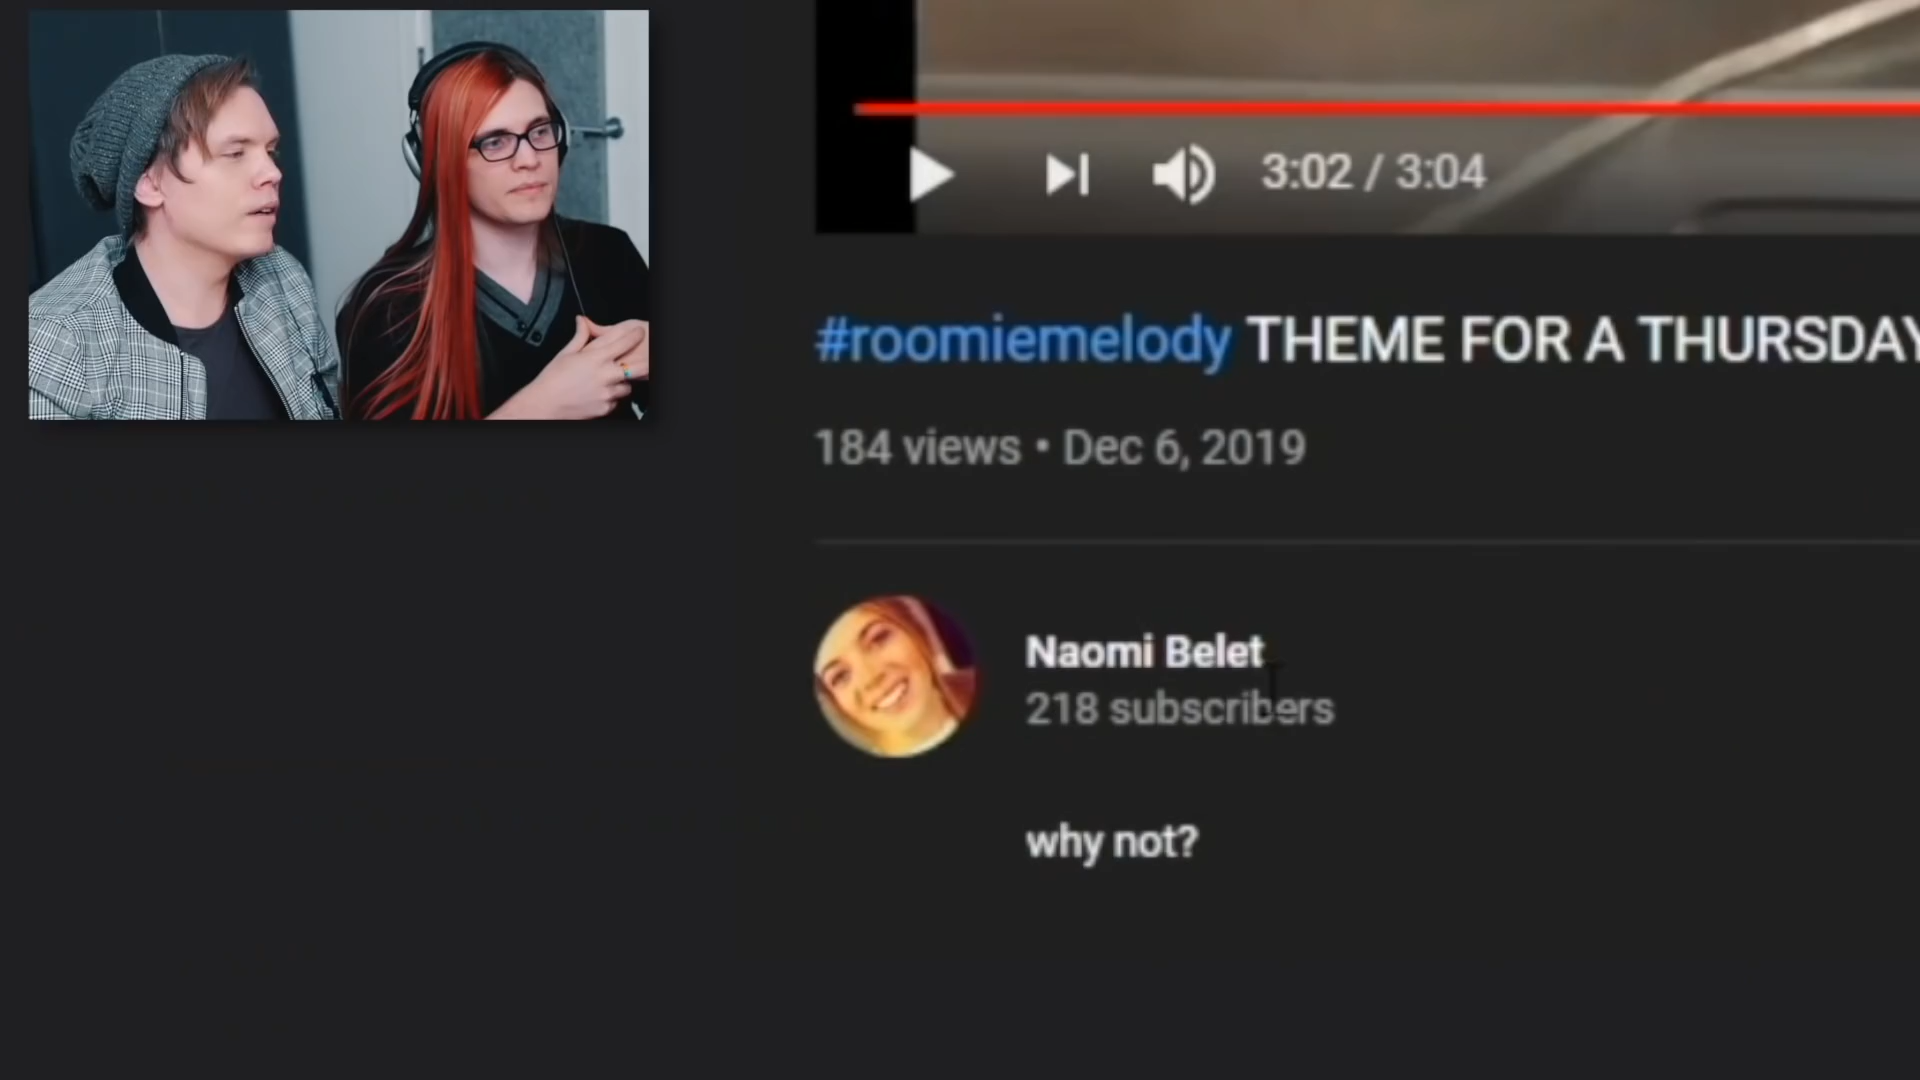 3:02 / 3:04
#roomiemelody THEME FOR A THURSDAY
184 views • Dec 6, 2019
Naomi Belet
218 subscribers
why not?